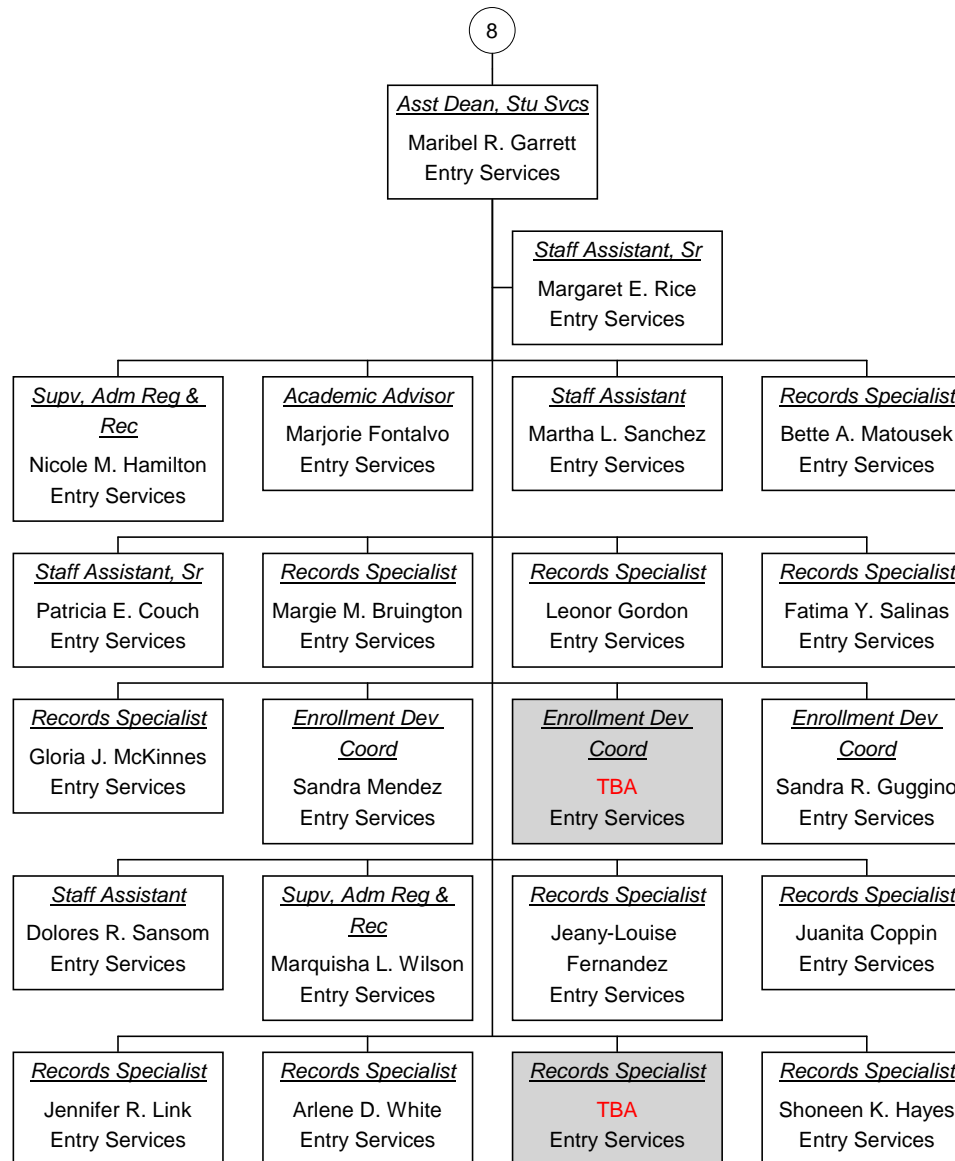 8
Asst Dean, Stu Svcs
Maribel R. Garrett
Entry Services
Staff Assistant, Sr
Margaret E. Rice
Entry Services
Supv, Adm Reg &
Rec
Nicole M. Hamilton
Entry Services
Academic Advisor
Marjorie Fontalvo
Entry Services
Staff Assistant
Martha L. Sanchez
Entry Services
Records Specialist
Bette A. Matousek
Entry Services
Staff Assistant, Sr
Patricia E. Couch
Entry Services
Records Specialist
Margie M. Bruington
Entry Services
Records Specialist
Leonor Gordon
Entry Services
Records Specialist
Fatima Y. Salinas
Entry Services
Records Specialist
Gloria J. McKinnes
Entry Services
Enrollment Dev
Coord
Sandra Mendez
Entry Services
Enrollment Dev
Coord
TBA
Entry Services
Enrollment Dev
Coord
Sandra R. Guggino
Entry Services
Staff Assistant
Dolores R. Sansom
Entry Services
Supv, Adm Reg &
Rec
Marquisha L. Wilson
Entry Services
Records Specialist
Jeany-Louise
Fernandez
Entry Services
Records Specialist
Juanita Coppin
Entry Services
Records Specialist
Jennifer R. Link
Entry Services
Records Specialist
Arlene D. White
Entry Services
Records Specialist
TBA
Entry Services
Records Specialist
Shoneen K. Hayes
Entry Services